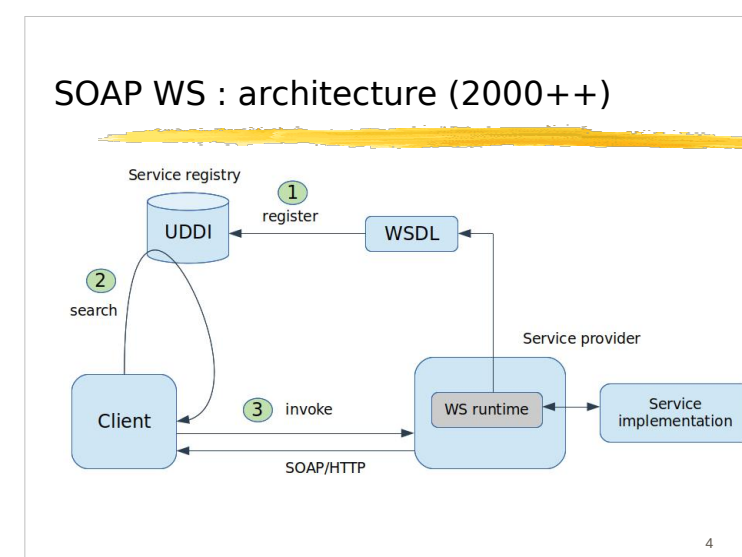 SOAP WS : architecture (2000++)
Service registry
1
register
UDDI
WSDL
2
search
Service provider
Client
3 invoke
WS runtime
Service
implementation
SOAP/HTTP
4